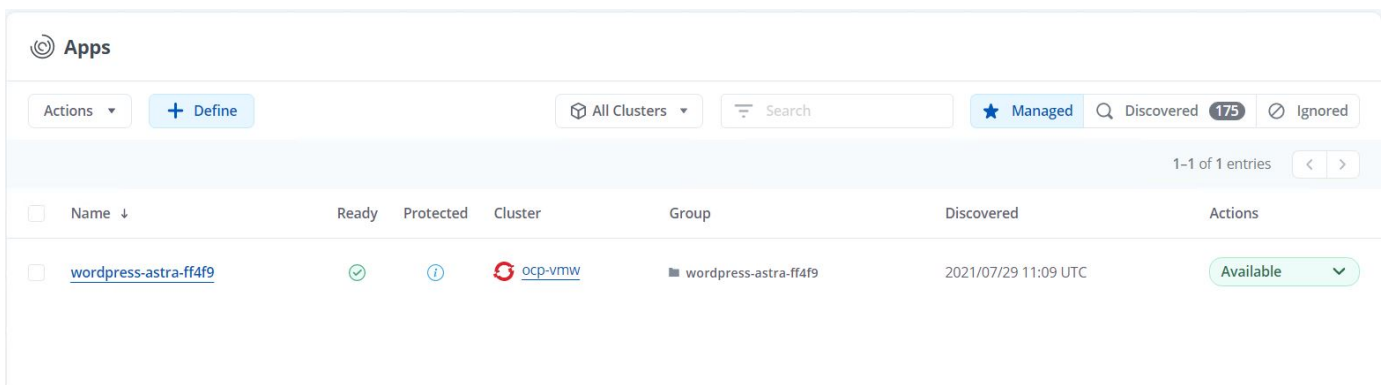 Apps
Actions Define All Clusters Search Managed Discovered 175 Ignored
1–1 of 1 entries
Name Ready Protected Cluster Group Discovered Actions
wordpress-astra-ff4f9 ocp-vmw wordpress-astra-ff4f9 2021/07/29 11:09 UTC Available